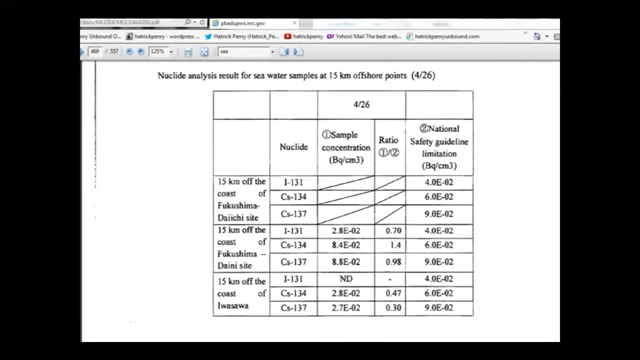 phadupws.nrc.gov
Hatrick Penry
hatrickpenry - wordpress
Hatrick Penry (Hatrick_Pe...
hatrickpenry
Yahoo! Mail The best web...
hatrickpenryunbound.com
469 / 557
125%
sea
Nuclide analysis result for sea water samples at 15 km offshore points (4/26)
4/26
Nuclide
①Sample concentration (Bq/cm3)
Ratio ①/②
②National Safety guideline limitation (Bq/cm3)
15 km off the coast of Fukushima-Daiichi site
I-131 4.0E-02
Cs-134 6.0E-02
Cs-137 9.0E-02
15 km off the coast of Fukushima – Daini site
I-131 2.8E-02 0.70 4.0E-02
Cs-134 8.4E-02 1.4 6.0E-02
Cs-137 8.8E-02 0.98 9.0E-02
15 km off the coast of Iwasawa
I-131 ND - 4.0E-02
Cs-134 2.8E-02 0.47 6.0E-02
Cs-137 2.7E-02 0.30 9.0E-02